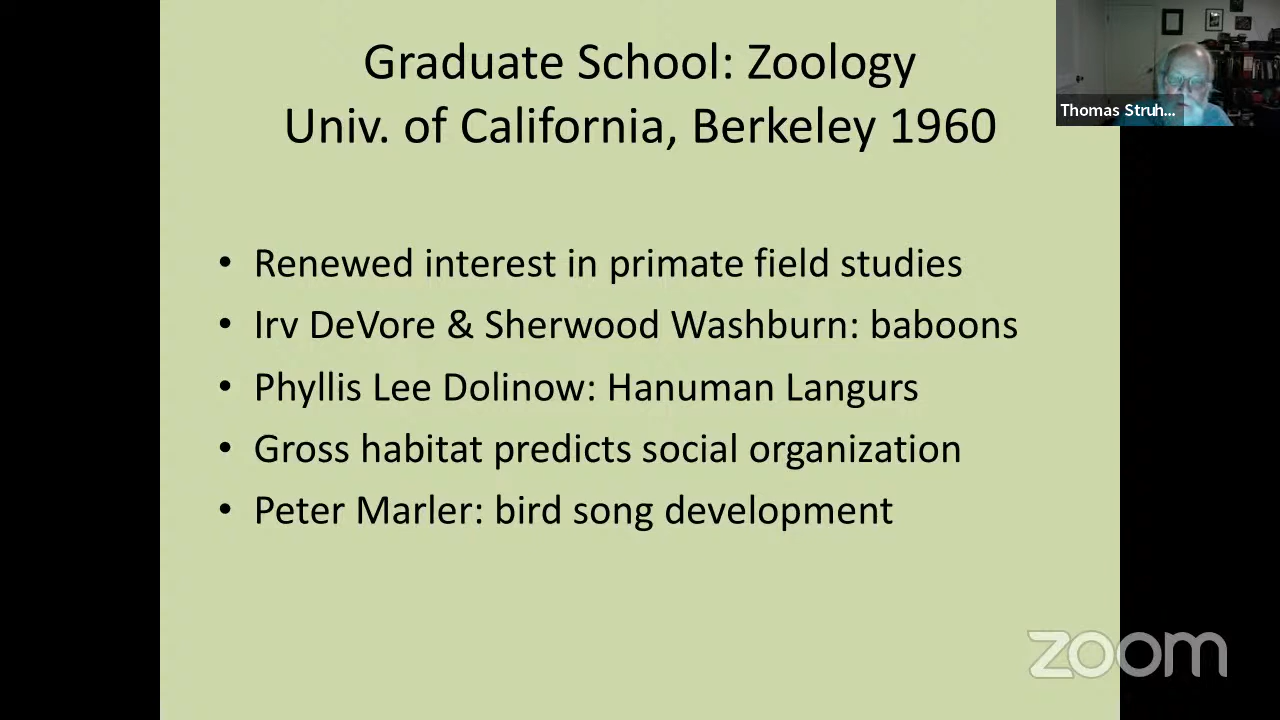 Graduate School: Zoology
Univ. of California, Berkeley 1960
Thomas Struh...
• Renewed interest in primate field studies
• Irv DeVore & Sherwood Washburn: baboons
• Phyllis Lee Dolinow: Hanuman Langurs
• Gross habitat predicts social organization
• Peter Marler: bird song development
zoom